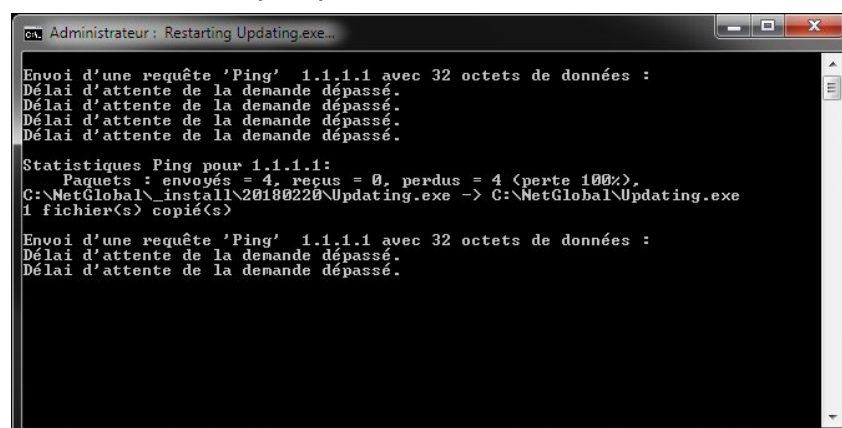 Administrateur : Restarting Updating.exe...
Envoi d'une requête 'Ping' 1.1.1.1 avec 32 octets de données :
Délai d'attente de la demande dépassé.
Délai d'attente de la demande dépassé.
Délai d'attente de la demande dépassé.
Délai d'attente de la demande dépassé.
Statistiques Ping pour 1.1.1.1:
Paquets : envoyés = 4, reçus = 0, perdus = 4 (perte 100%),
C:\NetGlobal\_install\20180220\Updating.exe -> C:\NetGlobal\Updating.exe
1 fichier(s) copié(s)
Envoi d'une requête 'Ping' 1.1.1.1 avec 32 octets de données :
Délai d'attente de la demande dépassé.
Délai d'attente de la demande dépassé.